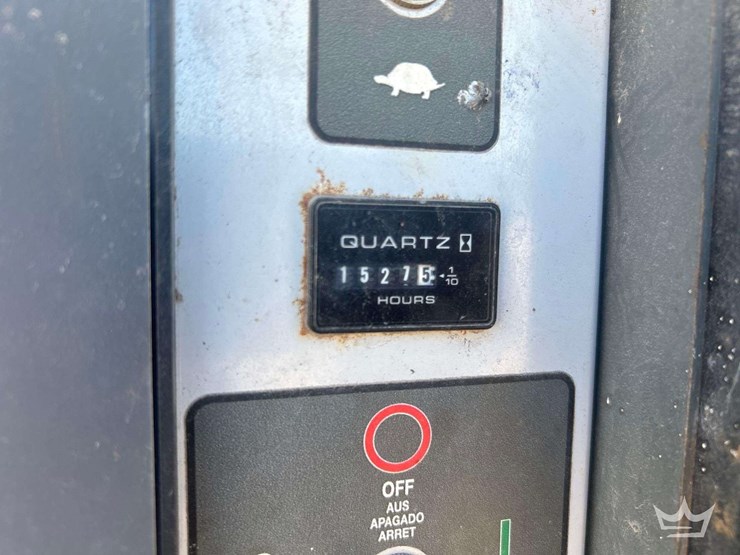 QUARTZ
15275 1/10
HOURS
OFF
AUS
APAGADO
ARRET